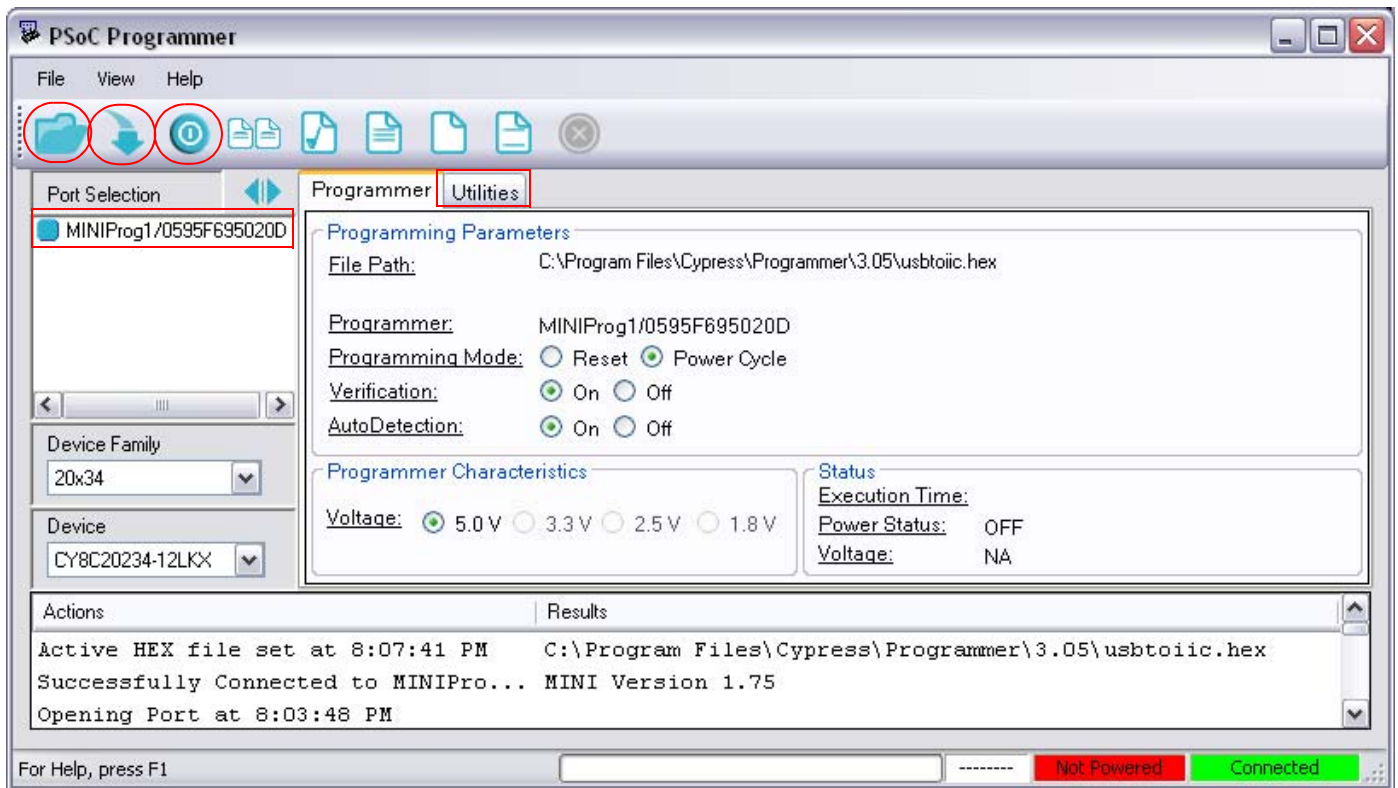 PSoC Programmer
File View Help
Port Selection
MINIProg1/0595F695020D
Device Family
20x34
Device
CY8C20234-12LKX
Programmer Utilities
Programming Parameters
File Path: C:\Program Files\Cypress\Programmer\3.05\usbtoiic.hex
Programmer: MINIProg1/0595F695020D
Programming Mode: Reset Power Cycle
Verification: On Off
AutoDetection: On Off
Programmer Characteristics
Voltage: 5.0 V 3.3 V 2.5 V 1.8 V
Status
Execution Time:
Power Status: OFF
Voltage: NA
Actions Results
Active HEX file set at 8:07:41 PM C:\Program Files\Cypress\Programmer\3.05\usbtoiic.hex
Successfully Connected to MINIPro... MINI Version 1.75
Opening Port at 8:03:48 PM
For Help, press F1 -------- Not Powered Connected